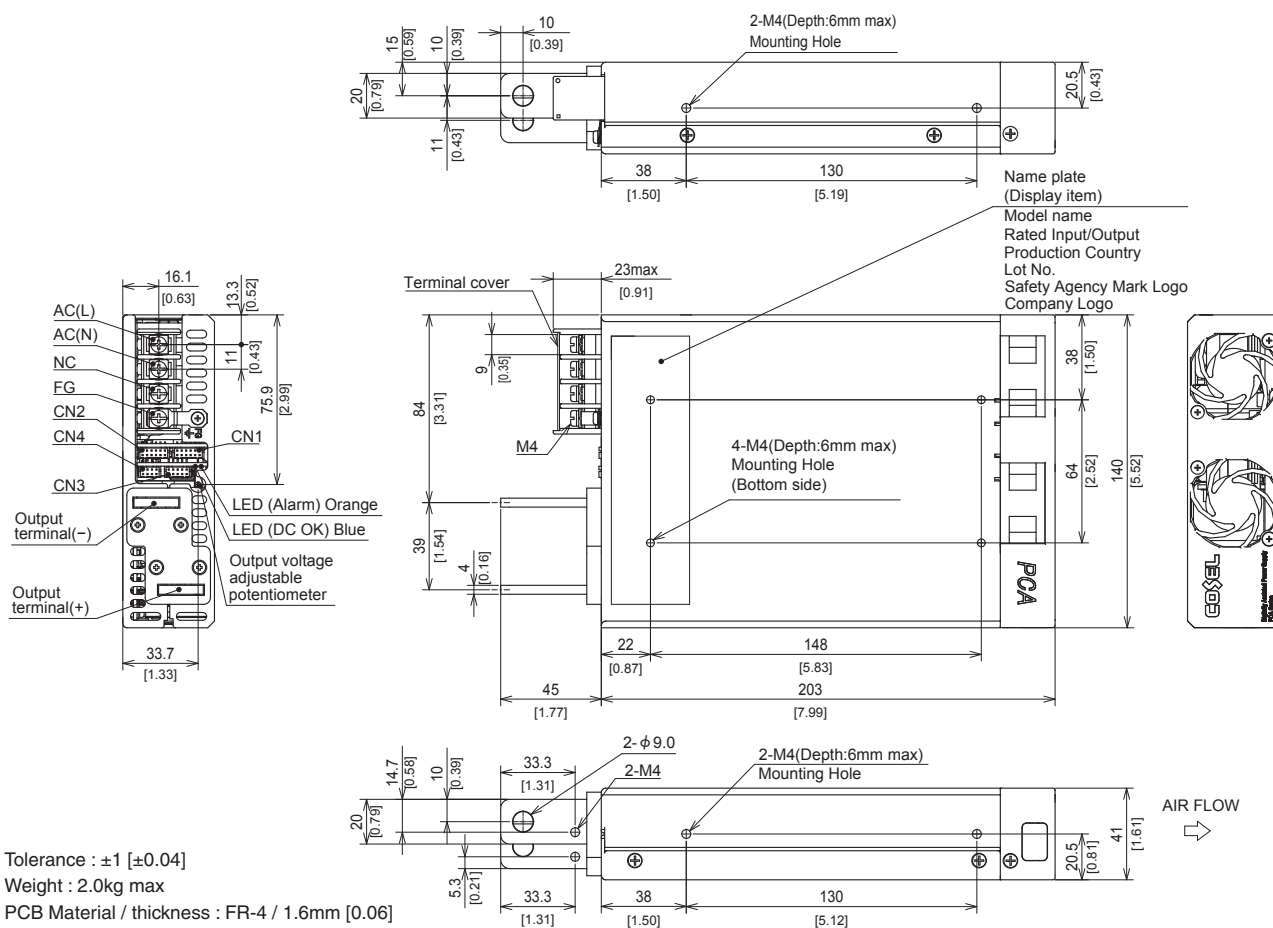 10
[0.39]
2-M4(Depth:6mm max)
Mounting Hole
15
[0.59]
10
[0.39]
20
[0.79]
11
[0.43]
20.5
[0.43]
38
[1.50]
130
[5.19]
Name plate
(Display item)
Model name
Rated Input/Output
Production Country
Lot No.
Safety Agency Mark Logo
Company Logo
16.1
[0.63]
13.3
[0.52]
AC(L)
AC(N)
NC
FG
CN2
CN4
CN3
CN1
11
[0.43]
75.9
[2.99]
LED (Alarm) Orange
LED (DC OK) Blue
Output voltage
adjustable
potentiometer
Output
terminal(−)
Output
terminal(+)
33.7
[1.33]
Terminal cover
23max
[0.91]
9
[0.35]
84
[3.31]
M4
4-M4(Depth:6mm max)
Mounting Hole
(Bottom side)
38
[1.50]
64
[2.52]
140
[5.52]
39
[1.54]
4
[0.16]
PCA
COSEL
22
[0.87]
148
[5.83]
45
[1.77]
203
[7.99]
2-ϕ9.0
2-M4
2-M4(Depth:6mm max)
Mounting Hole
33.3
[1.31]
14.7
[0.58]
10
[0.39]
20
[0.79]
5.3
[0.21]
33.3
[1.31]
38
[1.50]
130
[5.12]
20.5
[0.81]
41
[1.61]
AIR FLOW
Tolerance : ±1 [±0.04]
Weight : 2.0kg max
PCB Material / thickness : FR-4 / 1.6mm [0.06]